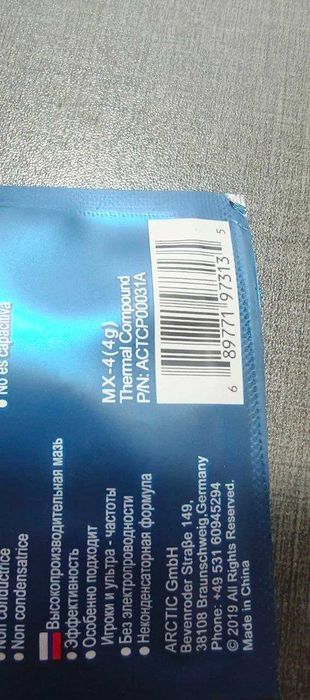 ● No es capacitiva
● Non condensatrice
Высокопроизводительная мазь
● Эффективность
● Особенно подходит
Игроки и ультра - частоты
● Без электропроводности
● Неконденсаторная формула
MX-4(4g)
Thermal Compound
P/N: ACTCP00031A
6 89771 97313 5
ARCTIC GmbH
Bevenroder Straße 149,
38108 Braunschweig,Germany
Phone: +49 531 60945294
© 2019 All Rights Reserved.
Made in China